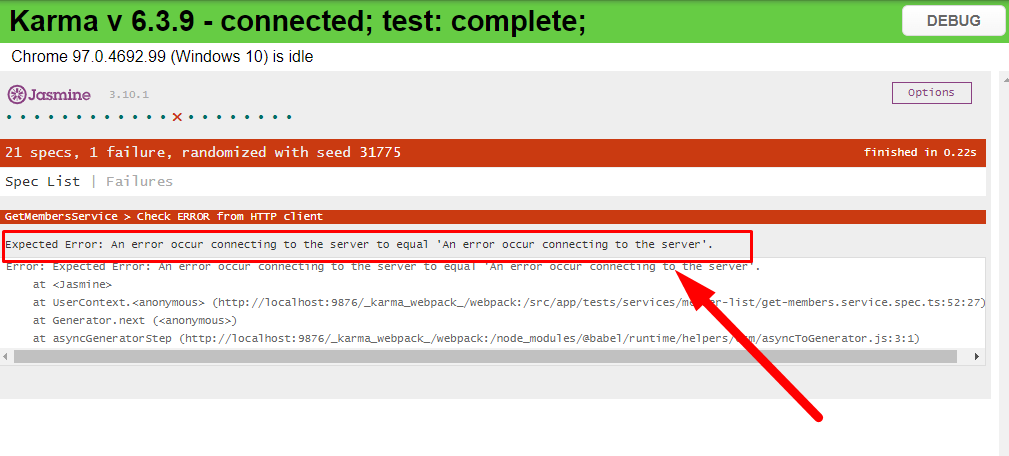 Karma v 6.3.9 - connected; test: complete;
DEBUG
Chrome 97.0.4692.99 (Windows 10) is idle
Jasmine 3.10.1
Options
21 specs, 1 failure, randomized with seed 31775
finished in 0.22s
Spec List | Failures
GetMembersService > Check ERROR from HTTP client
Expected Error: An error occur connecting to the server to equal 'An error occur connecting to the server'.
Error: Expected Error: An error occur connecting to the server to equal 'An error occur connecting to the server'.
at <Jasmine>
at UserContext.<anonymous> (http://localhost:9876/_karma_webpack_/webpack:/src/app/tests/services/member-list/get-members.service.spec.ts:52:27)
at Generator.next (<anonymous>)
at asyncGeneratorStep (http://localhost:9876/_karma_webpack_/webpack:/node_modules/@babel/runtime/helpers/esm/asyncToGenerator.js:3:1)